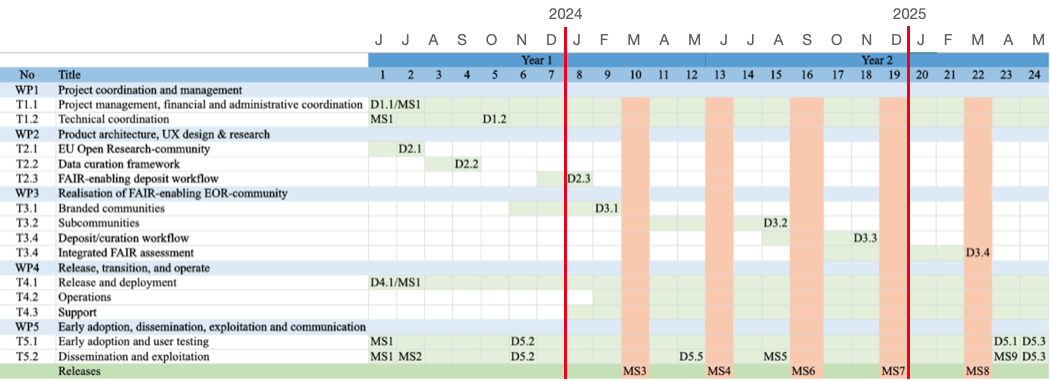 2024 2025
J J A S O N D J F M A M J J A S O N D J F M A M
Year 1 Year 2
No Title 1 2 3 4 5 6 7 8 9 10 11 12 13 14 15 16 17 18 19 20 21 22 23 24
WP1 Project coordination and management
T1.1 Project management, financial and administrative coordination D1.1/MS1
T1.2 Technical coordination MS1 D1.2
WP2 Product architecture, UX design & research
T2.1 EU Open Research-community D2.1
T2.2 Data curation framework D2.2
T2.3 FAIR-enabling deposit workflow D2.3
WP3 Realisation of FAIR-enabling EOR-community
T3.1 Branded communities D3.1
T3.2 Subcommunities D3.2
T3.4 Deposit/curation workflow D3.3
T3.4 Integrated FAIR assessment D3.4
WP4 Release, transition, and operate
T4.1 Release and deployment D4.1/MS1
T4.2 Operations
T4.3 Support
WP5 Early adoption, dissemination, exploitation and communication
T5.1 Early adoption and user testing MS1 D5.2 D5.1 D5.3
T5.2 Dissemination and exploitation MS1 MS2 D5.2 D5.5 MS5 MS9 D5.3
Releases MS3 MS4 MS6 MS7 MS8